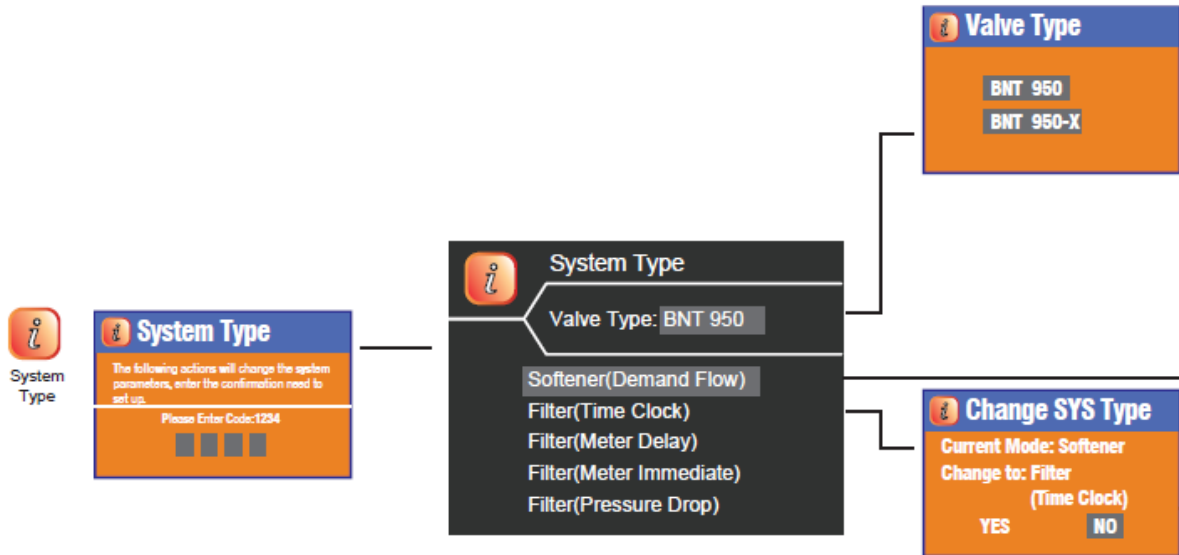 i Valve Type
BNT 950
BNT 950-X
i System Type
Valve Type: BNT 950
Softener(Demand Flow)
Filter(Time Clock)
Filter(Meter Delay)
Filter(Meter Immediate)
Filter(Pressure Drop)
i
System
Type
i System Type
The following actions will change the system
parameters, enter the confirmation need to
set up.
Please Enter Code:1234
i Change SYS Type
Current Mode: Softener
Change to: Filter
(Time Clock)
YES NO